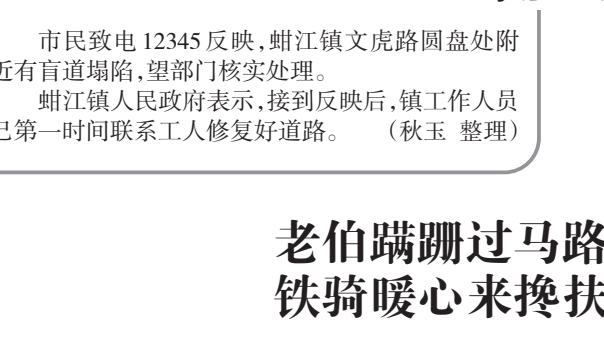 市民致电12345反映，蚶江镇文虎路圆盘处附
近有盲道塌陷，望部门核实处理。
蚶江镇人民政府表示，接到反映后，镇工作人员
已第一时间联系工人修复好道路。 （秋玉 整理）
老伯蹒跚过马路
铁骑暖心来搀扶